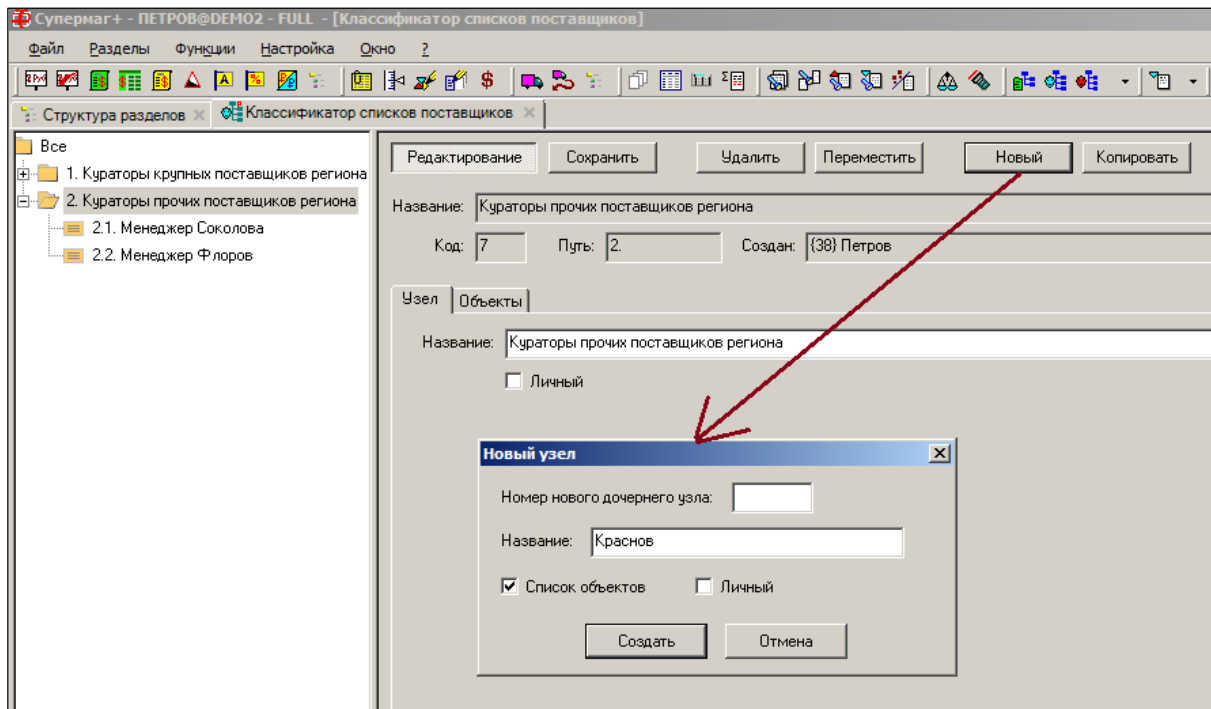 Супермаг+ - ПЕТРОВ@DEMO2 - FULL - [Классификатор списков поставщиков]
Файл Разделы Функции Настройка Окно ?
Структура разделов Классификатор списков поставщиков
Все
1. Кураторы крупных поставщиков региона
2. Кураторы прочих поставщиков региона
2.1. Менеджер Соколова
2.2. Менеджер Флоров
Редактирование Сохранить Удалить Переместить Новый Копировать
Название: Кураторы прочих поставщиков региона
Код: 7 Путь: 2. Создан: {38} Петров
Узел Объекты
Название: Кураторы прочих поставщиков региона
Личный
Новый узел
Номер нового дочернего узла:
Название: Краснов
Список объектов Личный
Создать Отмена